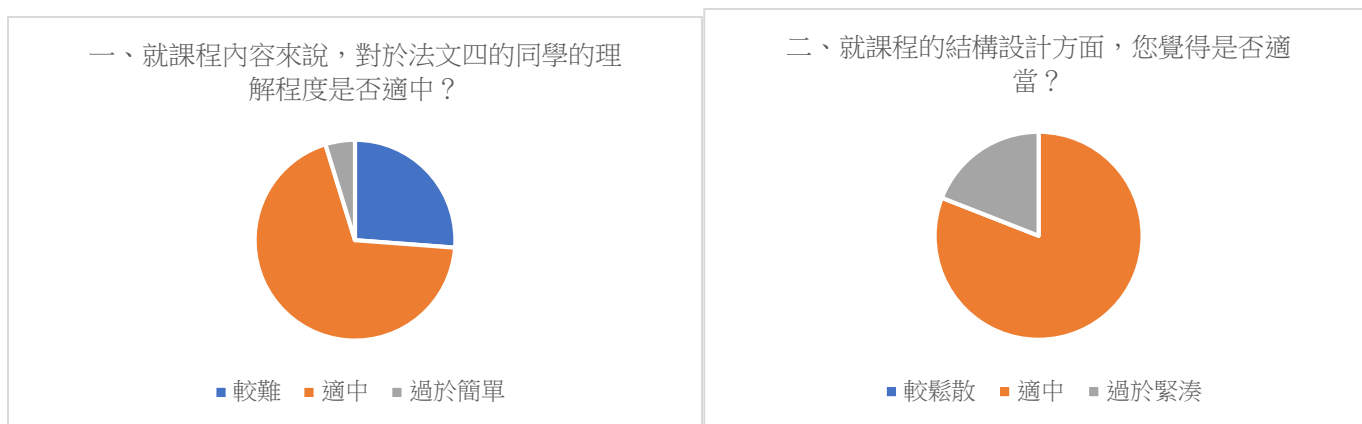 一、就課程內容來說，對於法文四的同學的理
解程度是否適中？
較難 適中 過於簡單
二、就課程的結構設計方面，您覺得是否適
當？
較鬆散 適中 過於緊湊